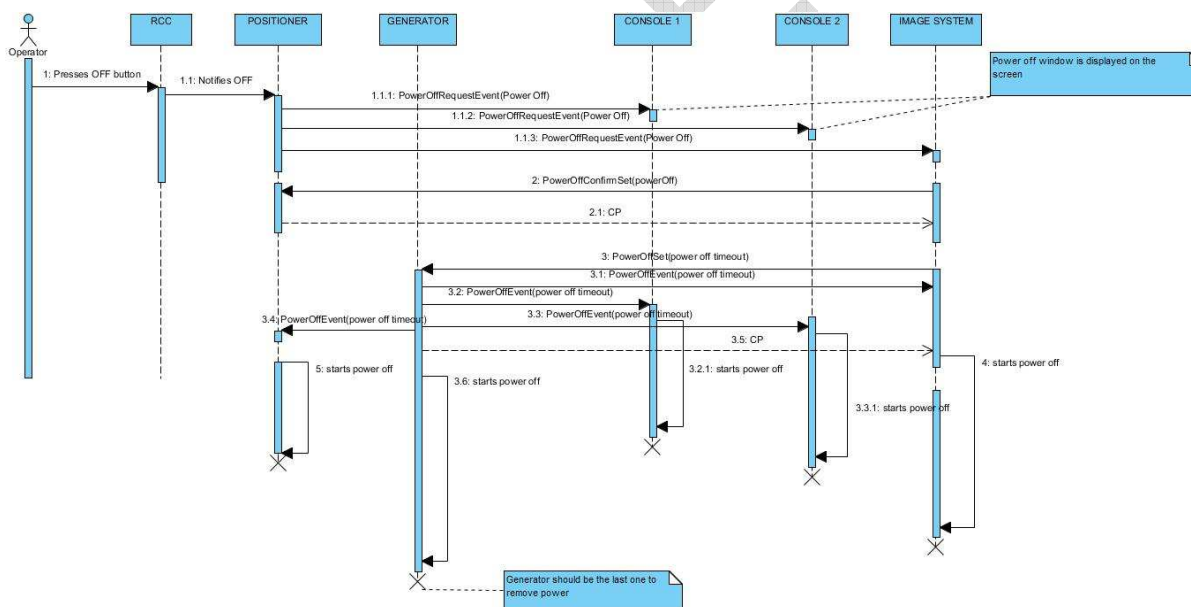 RCC
POSITIONER
GENERATOR
CONSOLE 1
CONSOLE 2
IMAGE SYSTEM
Operator
Power off window is displayed on the
screen
1: Presses OFF button
1.1: Notifies OFF
1.1.1: PowerOffRequestEvent(Power Off)
1.1.2: PowerOffRequestEvent(Power Off)
1.1.3: PowerOffRequestEvent(Power Off)
2: PowerOffConfirmSet(powerOff)
2.1: CP
3: PowerOffSet(power off timeout)
3.1: PowerOffEvent(power off timeout)
3.2: PowerOffEvent(power off timeout)
3.3: PowerOffEvent(power off timeout)
3.4: PowerOffEvent(power off timeout)
3.5: CP
4: starts power off
5: starts power off
3.2.1: starts power off
3.6: starts power off
3.3.1: starts power off
Generator should be the last one to
remove power